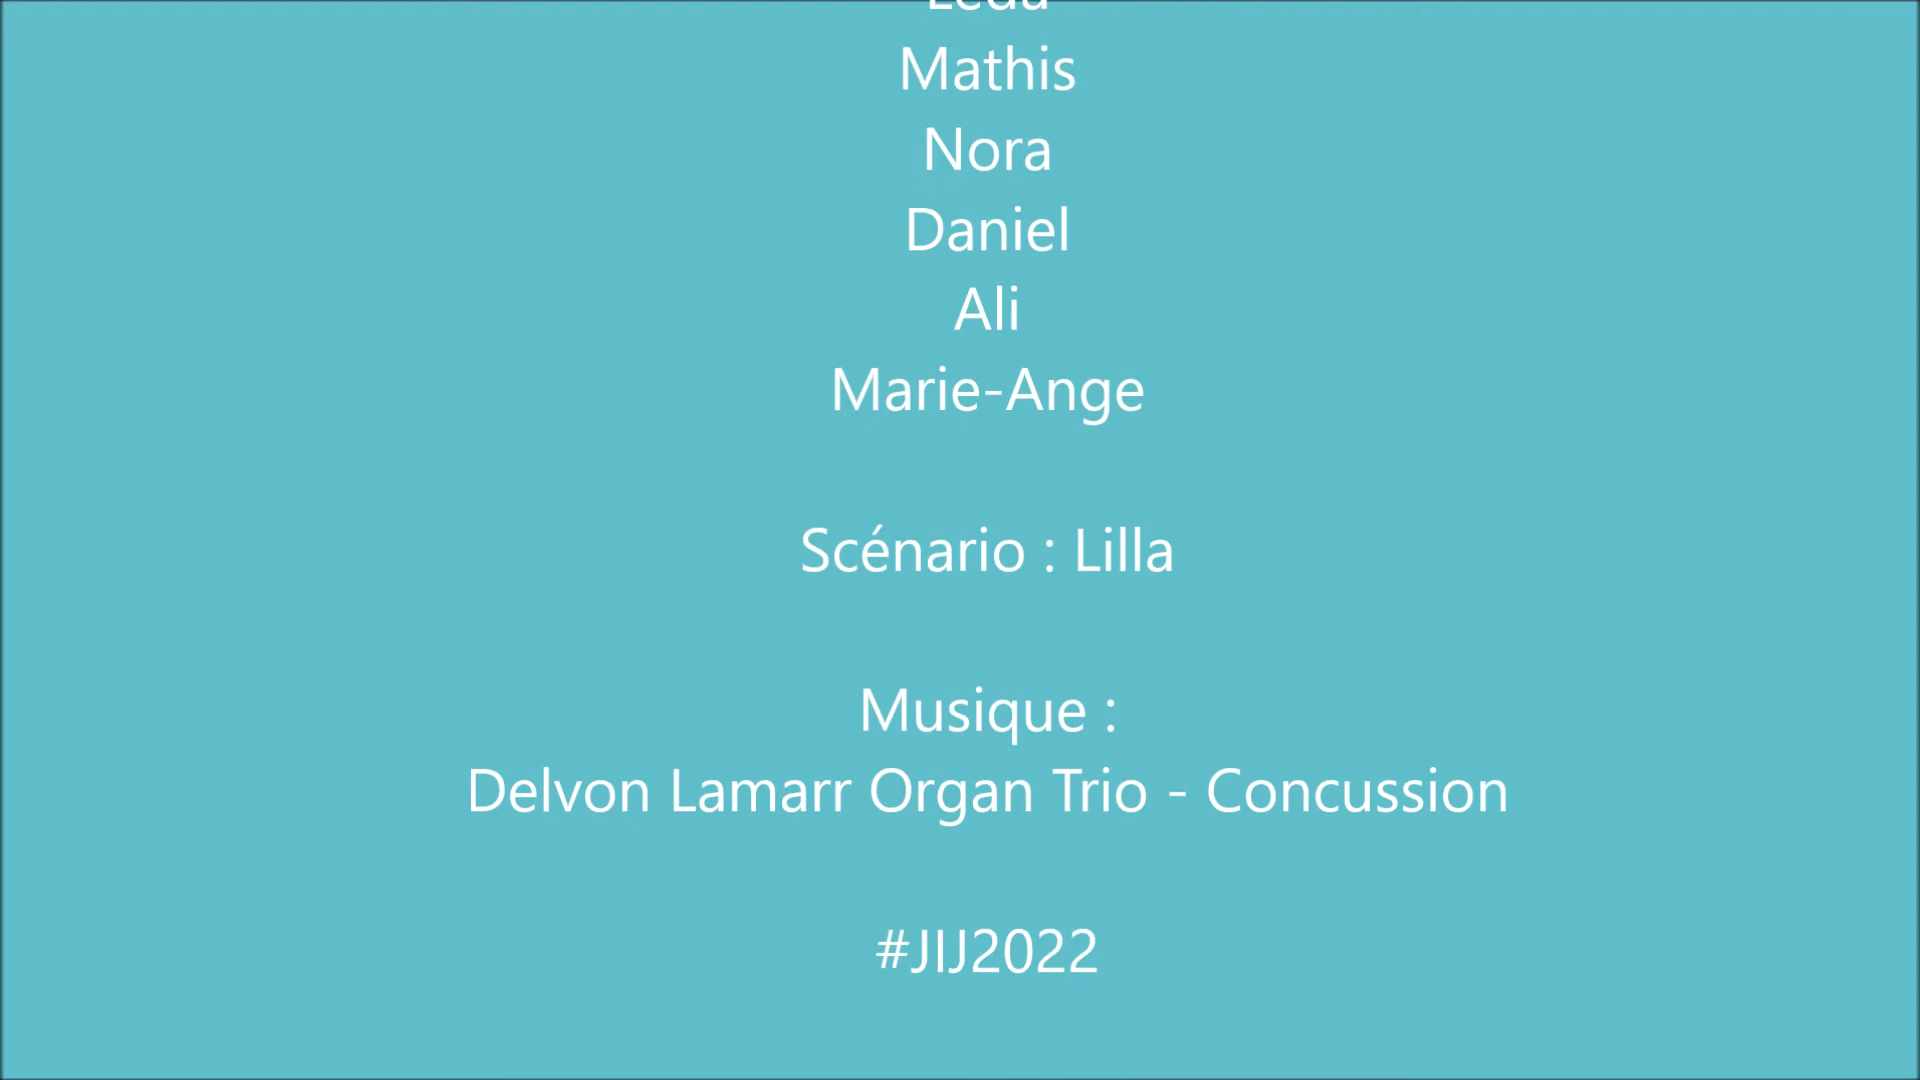 Mathis
Nora
Daniel
Ali
Marie-Ange
Scénario : Lilla
Musique :
Delvon Lamarr Organ Trio - Concussion
#JIJ2022